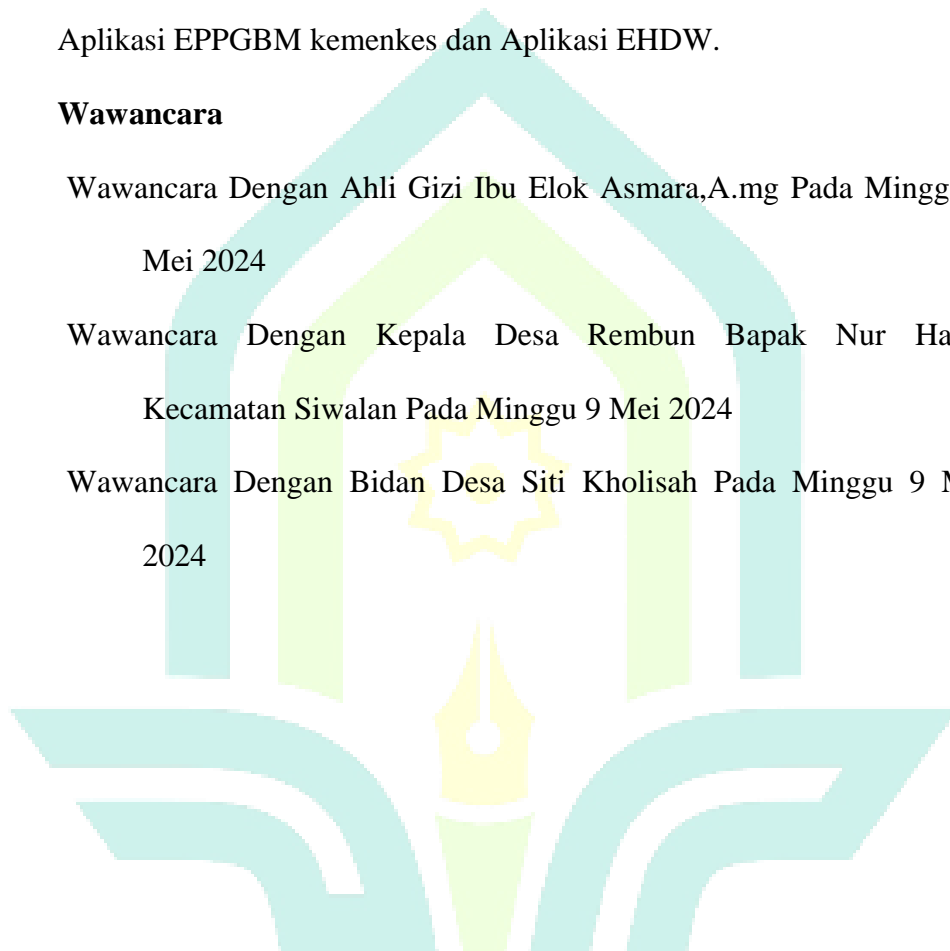 Aplikasi EPPGBM kemenkes dan Aplikasi EHDW.
Wawancara
Wawancara Dengan Ahli Gizi Ibu Elok Asmara,A.mg Pada
Mei 2024
Wawancara Dengan Kepala Desa Rembun Bapak Nur
Kecamatan Siwalan Pada Minggu 9 Mei 2024
Wawancara Dengan Bidan Desa Siti Kholisah Pada Minggu 9
2024